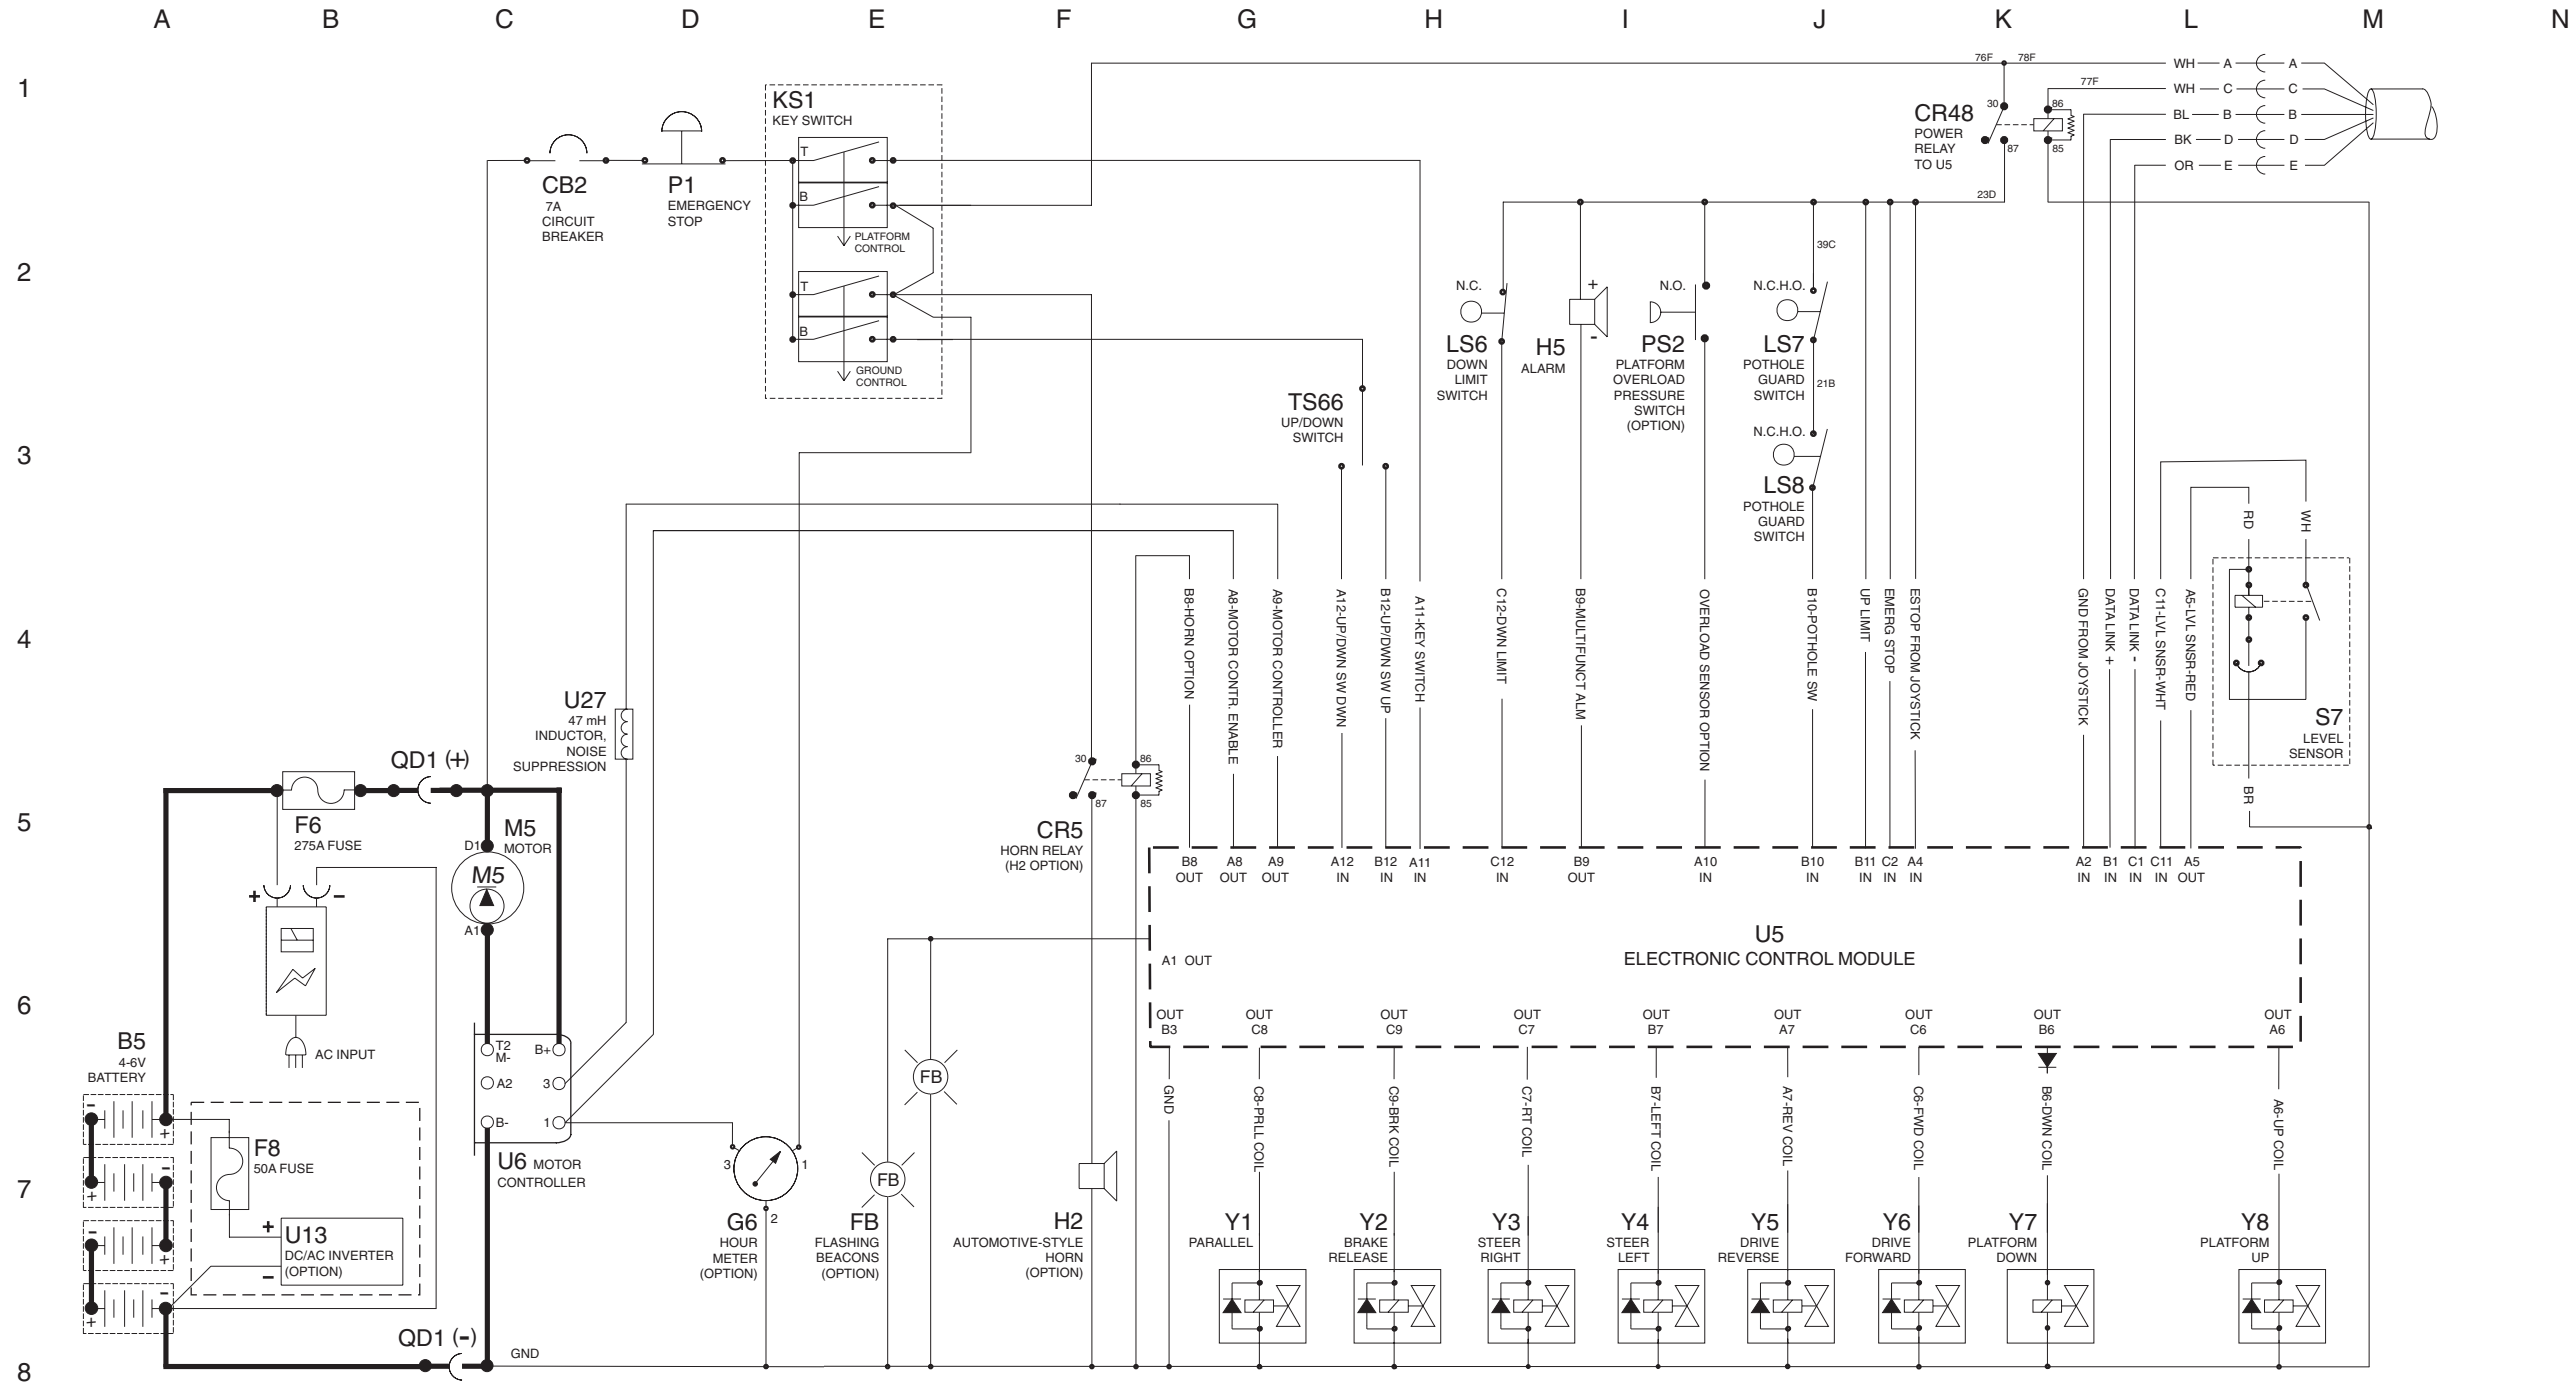 A B C D E F G H I J K L M N
1
2
3
4
5
6
7
8
KS1
KEY SWITCH
T
B
PLATFORM
CONTROL
T
B
GROUND
CONTROL
CB2
7A
CIRCUIT
BREAKER
P1
EMERGENCY
STOP
76F 78F
77F
CR48
POWER
RELAY
TO U5
30
87
86
85
23D
WH A A
WH C C
BL B B
BK D D
OR E E
N.C.
LS6
DOWN
LIMIT
SWITCH
+
-
H5
ALARM
N.O.
PS2
PLATFORM
OVERLOAD
PRESSURE
SWITCH
(OPTION)
39C
N.C.H.O.
LS7
POTHOLE
GUARD
SWITCH
21B
N.C.H.O.
LS8
POTHOLE
GUARD
SWITCH
TS66
UP/DOWN
SWITCH
RD
WH
S7
LEVEL
SENSOR
BR
B8-HORN OPTION
A8-MOTOR CONTR. ENABLE
A9-MOTOR CONTROLLER
A12-UP/DWN SW DWN
B12-UP/DWN SW UP
A11-KEY SWITCH
C12-DWN LIMIT
B9-MULTIFUNCT ALM
OVERLOAD SENSOR OPTION
B10-POTHOLE SW
UP LIMIT
EMERG STOP
ESTOP FROM JOYSTICK
GND FROM JOYSTICK
DATA LINK +
DATA LINK -
C11-LVL SNSR-WHT
A5-LVL SNSR-RED
U27
47 mH
INDUCTOR,
NOISE
SUPPRESSION
QD1 (+)
F6
275A FUSE
M5
MOTOR
D1
M5
A1
+ -
AC INPUT
30
87
86
85
CR5
HORN RELAY
(H2 OPTION)
B8 A8 A9 A12 B12 A11 C12 B9 A10 B10 B11 C2 A4 A2 B1 C1 C11 A5
OUT OUT OUT IN IN IN IN OUT IN IN IN IN IN IN IN IN IN OUT
U5
ELECTRONIC CONTROL MODULE
A1 OUT
OUT OUT OUT OUT OUT OUT OUT OUT OUT
B3 C8 C9 C7 B7 A7 C6 B6 A6
B5
4-6V
BATTERY
-
+
-
+
-
+
-
+
F8
50A FUSE
+
-
U13
DC/AC INVERTER
(OPTION)
T2
M-
B+
A2
3
B-
1
U6 MOTOR
CONTROLLER
3
1
2
G6
HOUR
METER
(OPTION)
FB
FB
FB
FLASHING
BEACONS
(OPTION)
H2
AUTOMOTIVE-STYLE
HORN
(OPTION)
GND
C8-PRLL COIL
C9-BRK COIL
C7-RT COIL
B7-LEFT COIL
A7-REV COIL
C6-FWD COIL
B6-DWN COIL
A6-UP COIL
Y1
PARALLEL
Y2
BRAKE
RELEASE
Y3
STEER
RIGHT
Y4
STEER
LEFT
Y5
DRIVE
REVERSE
Y6
DRIVE
FORWARD
Y7
PLATFORM
DOWN
Y8
PLATFORM
UP
QD1 (-)
GND